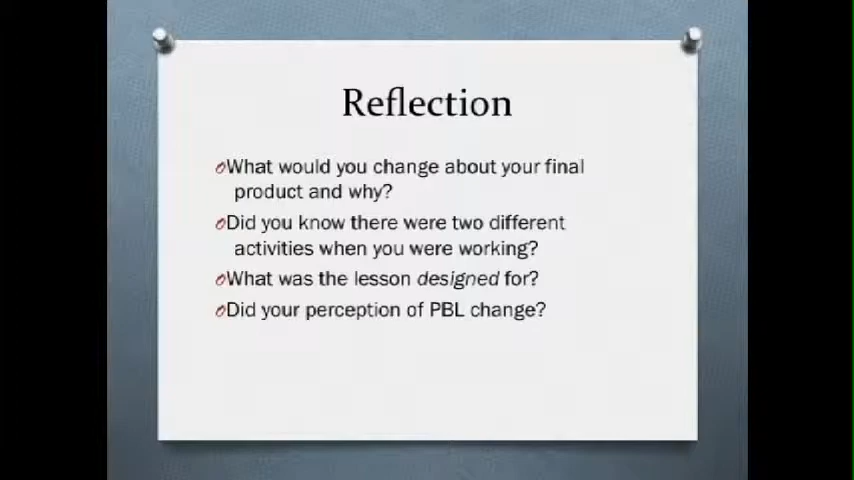 Reflection
What would you change about your final
product and why?
Did you know there were two different
activities when you were working?
What was the lesson designed for?
Did your perception of PBL change?